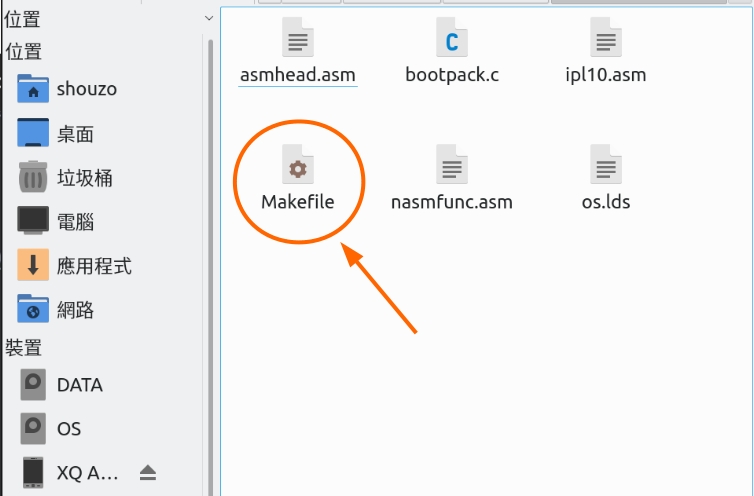 位置
位置
shouzo
桌面
垃圾桶
電腦
應用程式
網路
裝置
DATA
OS
XQ A...
asmhead.asm
bootpack.c
ipl10.asm
Makefile
nasmfunc.asm
os.lds